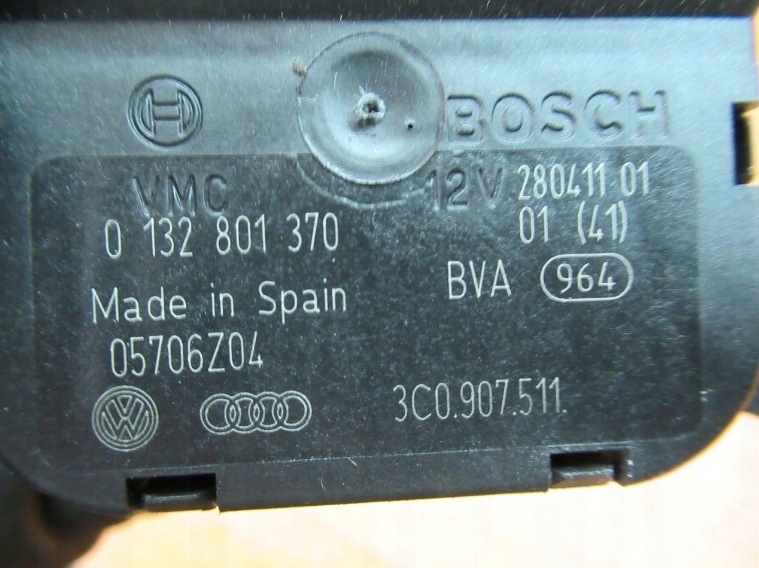 BOSCH
VMC 12V 280411 01
0 132 801 370 01 (41)
BVA 964
Made in Spain
05706Z04
VW 3C0.907.511.